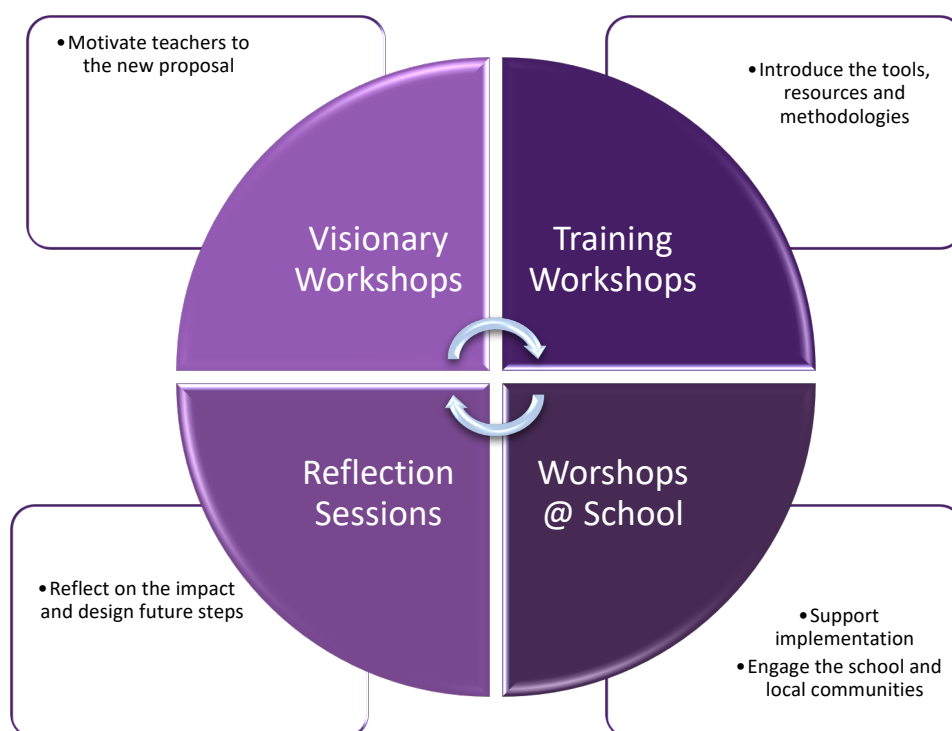 •Motivate teachers to
the new proposal
•Introduce the tools,
resources and
methodologies
Visionary
Workshops
Training
Workshops
Reflection
Sessions
Worshops
@ School
•Reflect on the impact
and design future steps
•Support
implementation
•Engage the school and
local communities